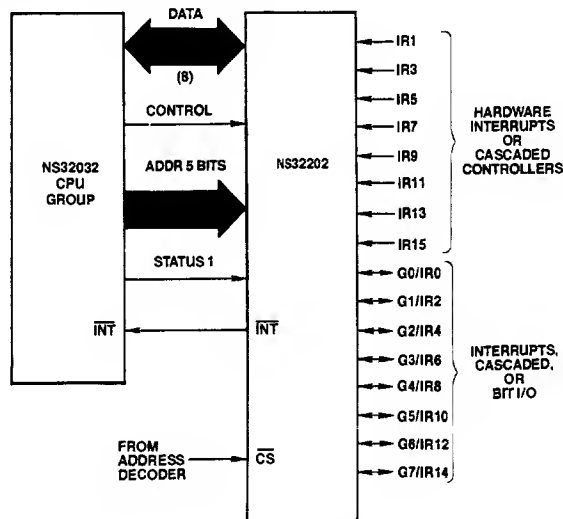 DATA
(8)
CONTROL
NS32032
CPU
GROUP
ADDR 5 BITS
STATUS 1
INT
NS32202
INT
FROM
ADDRESS
DECODER
CS
IR1
IR3
IR5
IR7
IR9
IR11
IR13
IR15
HARDWARE
INTERRUPTS
OR
CASCADED
CONTROLLERS
G0/IR0
G1/IR2
G2/IR4
G3/IR6
G4/IR8
G5/IR10
G6/IR12
G7/IR14
INTERRUPTS,
CASCADED,
OR
BIT I/O